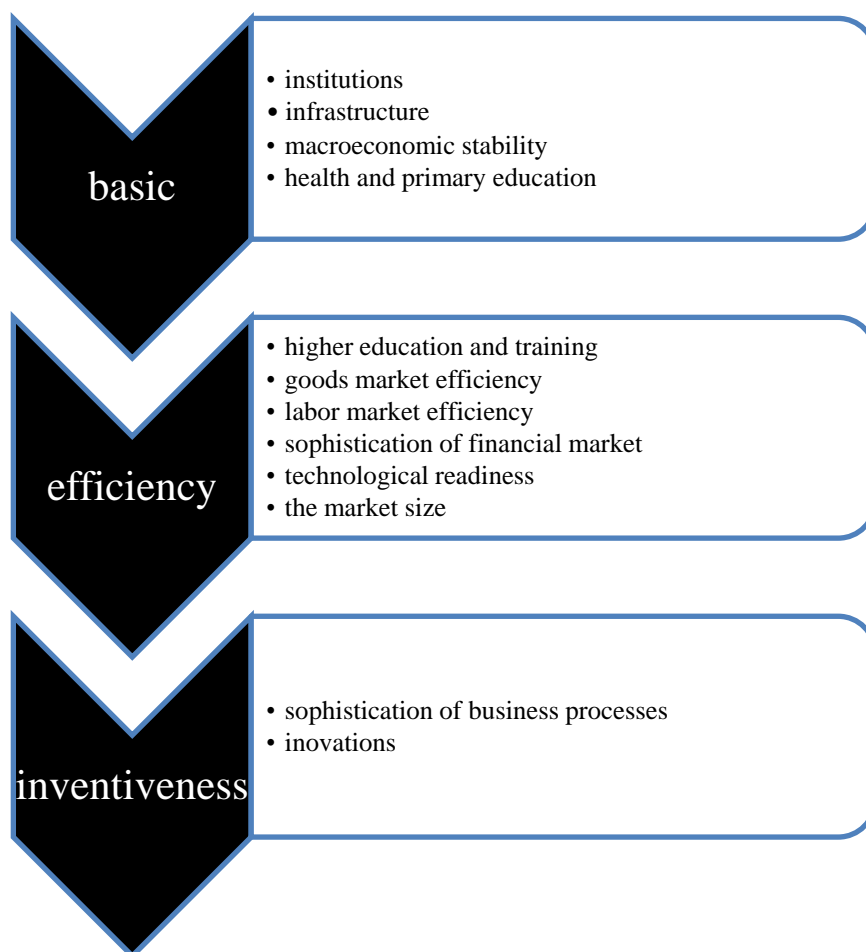 basic
• institutions
• infrastructure
• macroeconomic stability
• health and primary education
efficiency
• higher education and training
• goods market efficiency
• labor market efficiency
• sophistication of financial market
• technological readiness
• the market size
inventiveness
• sophistication of business processes
• inovations